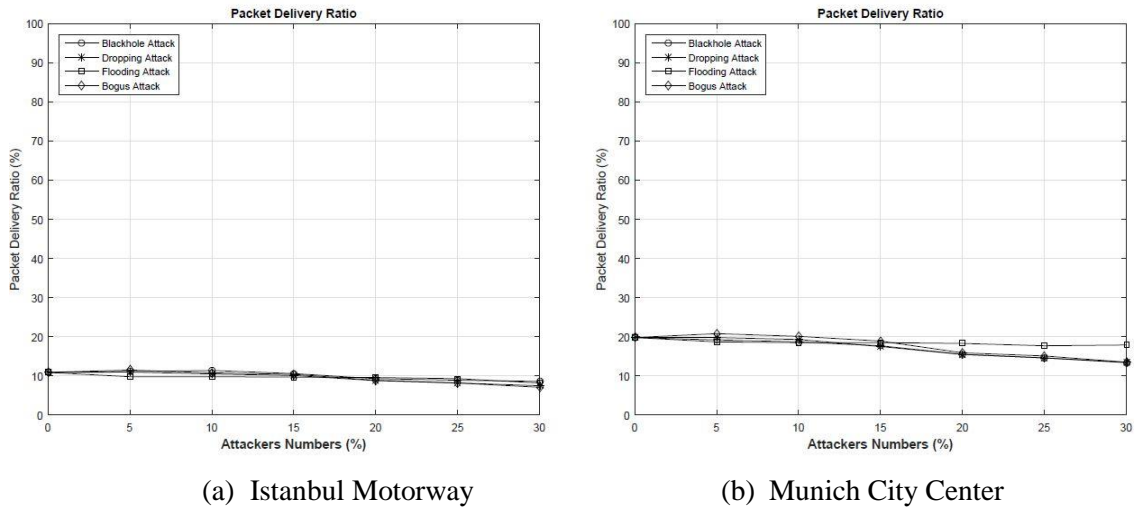 Packet Delivery Ratio
100
90
80
70
60
50
40
30
20
10
0
Packet Delivery Ratio (%)
Blackhole Attack
Dropping Attack
Flooding Attack
Bogus Attack
0 5 10 15 20 25 30
Attackers Numbers (%)
(a) Istanbul Motorway
Packet Delivery Ratio
100
90
80
70
60
50
40
30
20
10
0
Packet Delivery Ratio (%)
Blackhole Attack
Dropping Attack
Flooding Attack
Bogus Attack
0 5 10 15 20 25 30
Attackers Numbers (%)
(b) Munich City Center